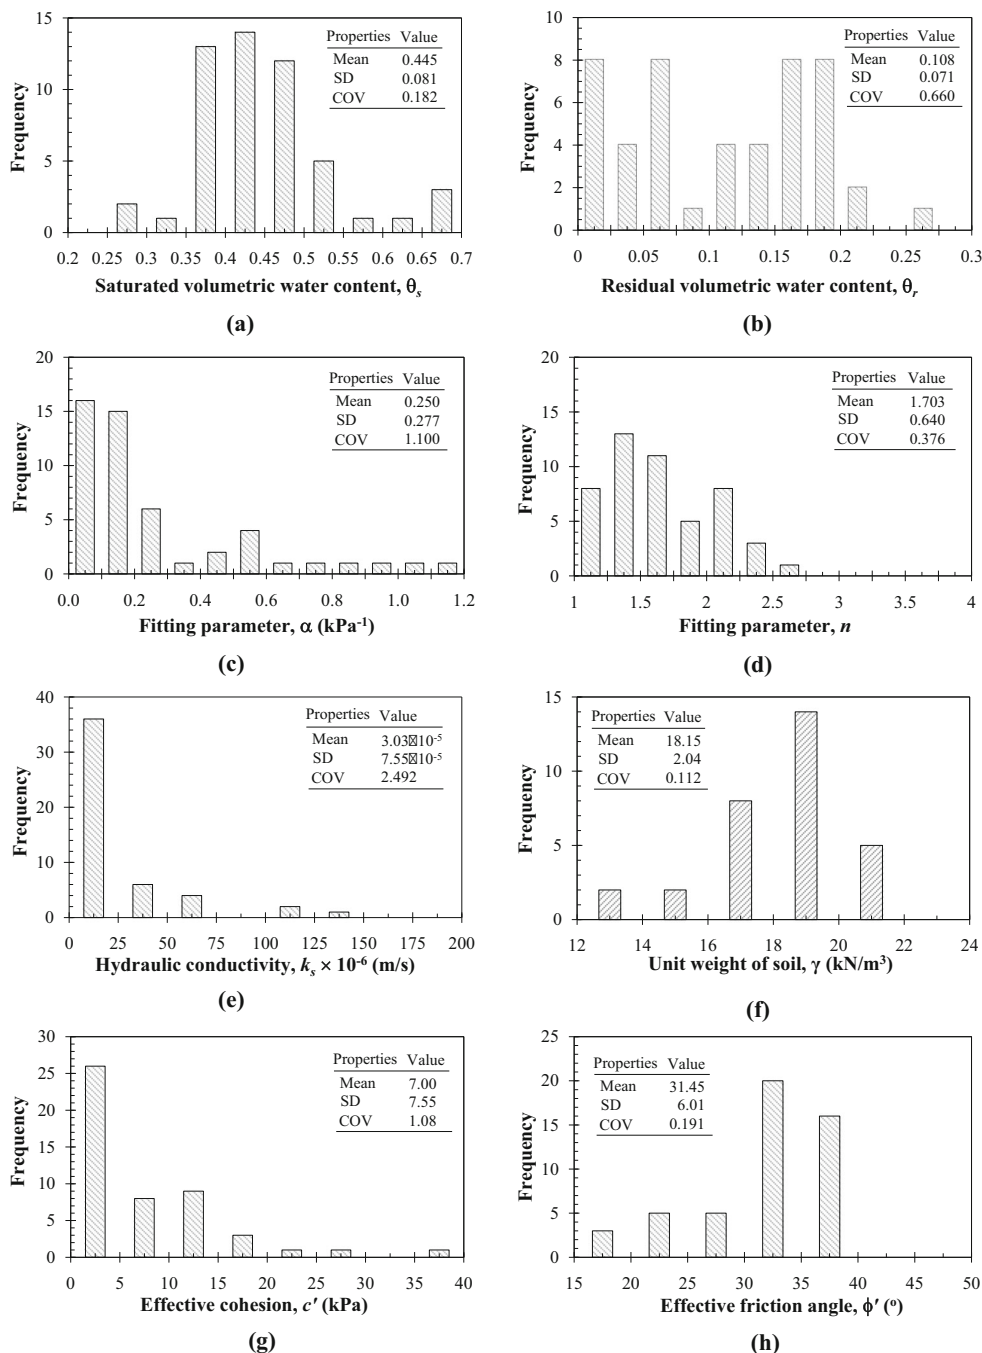 15
10
5
0
Frequency
Properties Value
Mean 0.445
SD 0.081
COV 0.182
0.2 0.25 0.3 0.35 0.4 0.45 0.5 0.55 0.6 0.65 0.7
Saturated volumetric water content, θs
(a)
10
8
6
4
2
0
Frequency
Properties Value
Mean 0.108
SD 0.071
COV 0.660
0 0.05 0.1 0.15 0.2 0.25 0.3
Residual volumetric water content, θr
(b)
20
15
10
5
0
Frequency
Properties Value
Mean 0.250
SD 0.277
COV 1.100
0.0 0.2 0.4 0.6 0.8 1.0 1.2
Fitting parameter, α (kPa-1)
(c)
20
15
10
5
0
Frequency
Properties Value
Mean 1.703
SD 0.640
COV 0.376
1 1.5 2 2.5 3 3.5 4
Fitting parameter, n
(d)
40
30
20
10
0
Frequency
Properties Value
Mean 3.03☒10-5
SD 7.55☒10-5
COV 2.492
0 25 50 75 100 125 150 175 200
Hydraulic conductivity, ks × 10-6 (m/s)
(e)
15
10
5
0
Frequency
Properties Value
Mean 18.15
SD 2.04
COV 0.112
12 14 16 18 20 22 24
Unit weight of soil, γ (kN/m3)
(f)
30
25
20
15
10
5
0
Frequency
Properties Value
Mean 7.00
SD 7.55
COV 1.08
0 5 10 15 20 25 30 35 40
Effective cohesion, c′ (kPa)
(g)
25
20
15
10
5
0
Frequency
Properties Value
Mean 31.45
SD 6.01
COV 0.191
15 20 25 30 35 40 45 50
Effective friction angle, ϕ′ (o)
(h)